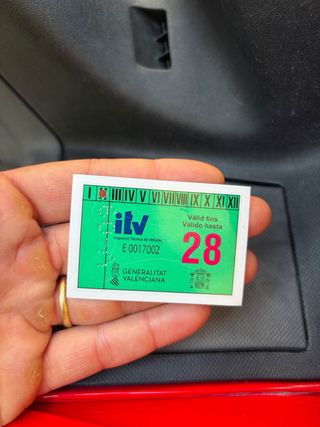 I III IV V VI VII VIII IX X XI XII
itv
Inspecció Tècnica de Vehicles
E 0017002
Vàlid fins
Válido hasta
28
GENERALITAT
VALENCIANA